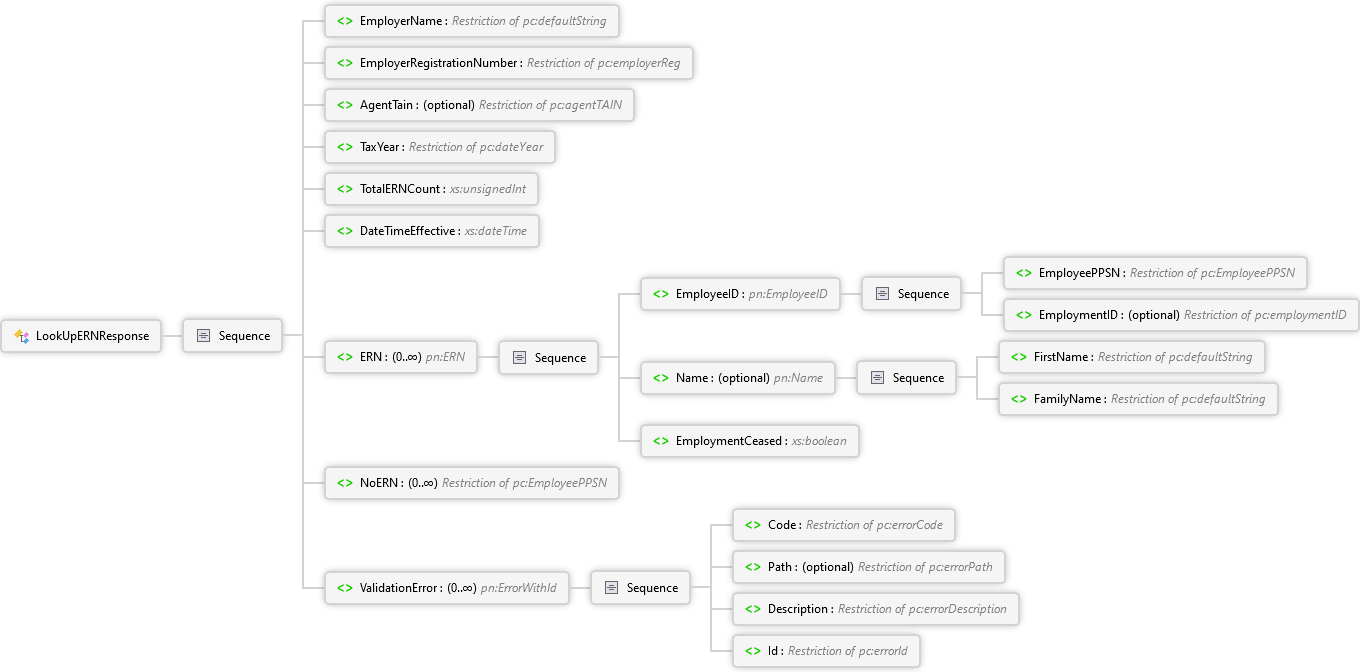 EmployerName : Restriction of pc:defaultString
EmployerRegistrationNumber : Restriction of pc:employerReg
AgentTain : (optional) Restriction of pc:agentTAIN
TaxYear : Restriction of pc:dateYear
TotalERNCount : xs:unsignedInt
DateTimeEffective : xs:dateTime
EmployeePPSN : Restriction of pc:EmployeePPSN
EmployeeID : pn:EmployeeID
Sequence
EmploymentID : (optional) Restriction of pc:employmentID
LookUpERNResponse
Sequence
ERN : (0..∞) pn:ERN
Sequence
FirstName : Restriction of pc:defaultString
Name : (optional) pn:Name
Sequence
FamilyName : Restriction of pc:defaultString
EmploymentCeased : xs:boolean
NoERN : (0..∞) Restriction of pc:EmployeePPSN
Code : Restriction of pc:errorCode
Path : (optional) Restriction of pc:errorPath
ValidationError : (0..∞) pn:ErrorWithId
Sequence
Description : Restriction of pc:errorDescription
Id : Restriction of pc:errorId